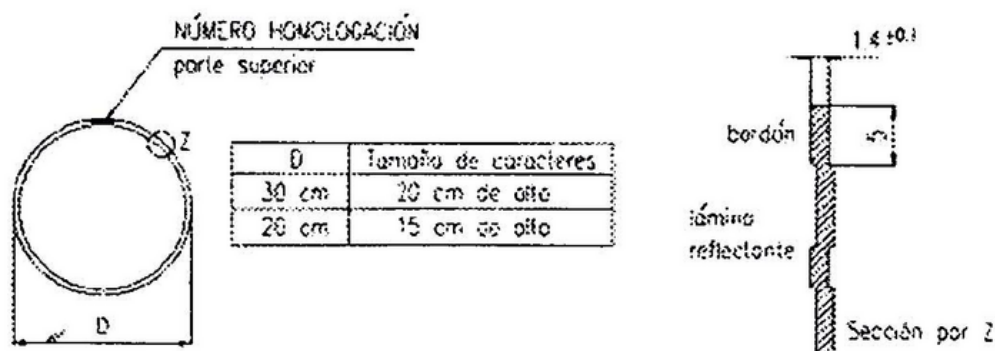 NÚMERO HOMOLOGACIÓN
parte superior
Z
D Tamaño de caracteres
30 cm 20 cm de alto
20 cm 15 cm de alto
D
1.4 ±0.1
bordón
5
lámina
reflectante
Sección por Z